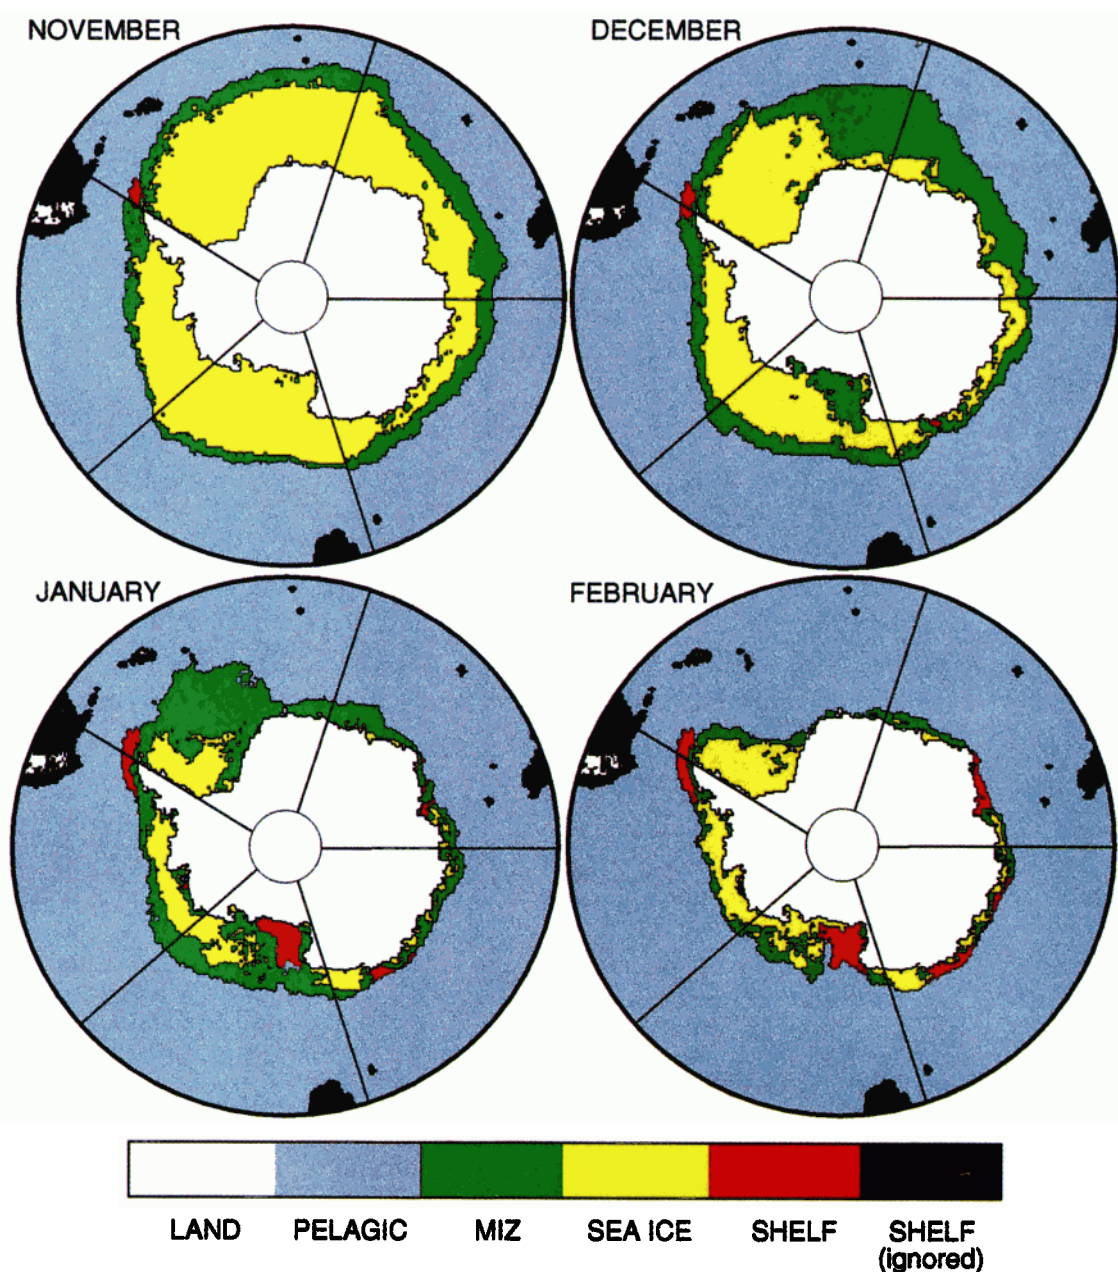 NOVEMBER
DECEMBER
JANUARY
FEBRUARY
LAND
PELAGIC
MIZ
SEA ICE
SHELF
SHELF
(ignored)